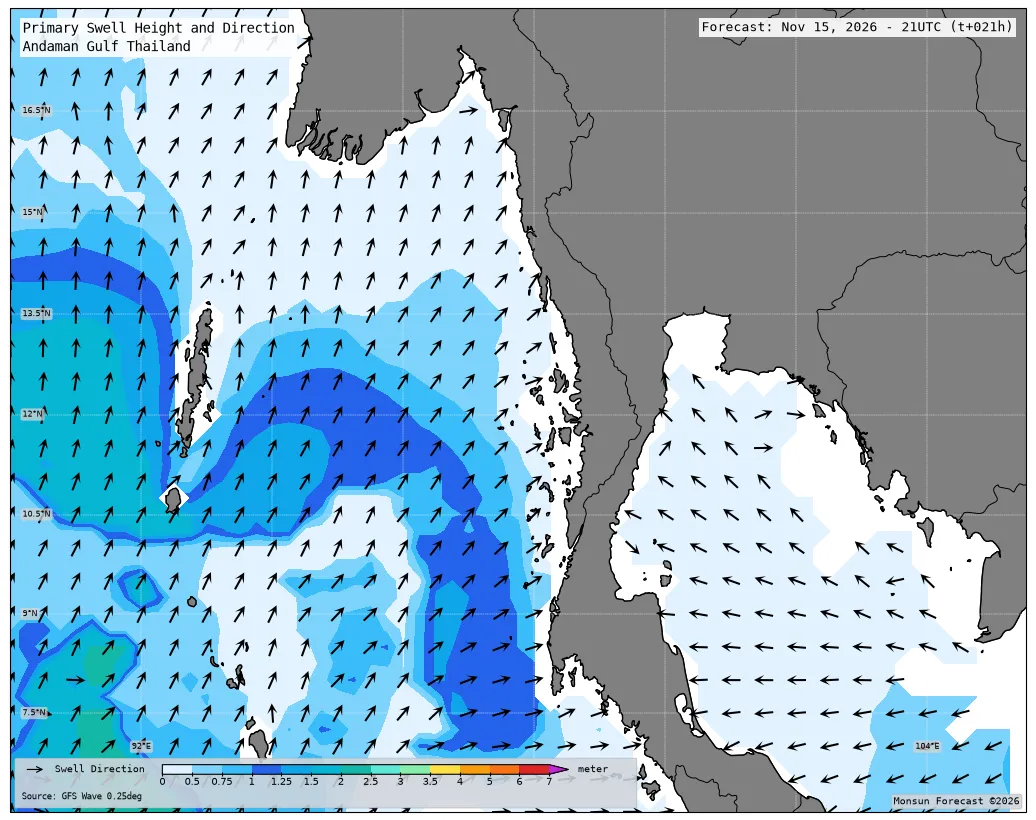 Primary Swell Height and Direction
Andaman Gulf Thailand
Forecast: Nov 15, 2026 - 21UTC (t+021h)
16.5°N
15°N
13.5°N
12°N
10.5°N
9°N
7.5°N
92°E
104°E
Swell Direction
0 0.5 0.75 1.25 1.5 2 2.5 3 3.5 4 5 6 7
meter
Source: GFS Wave 0.25deg
Monsun Forecast ©2026